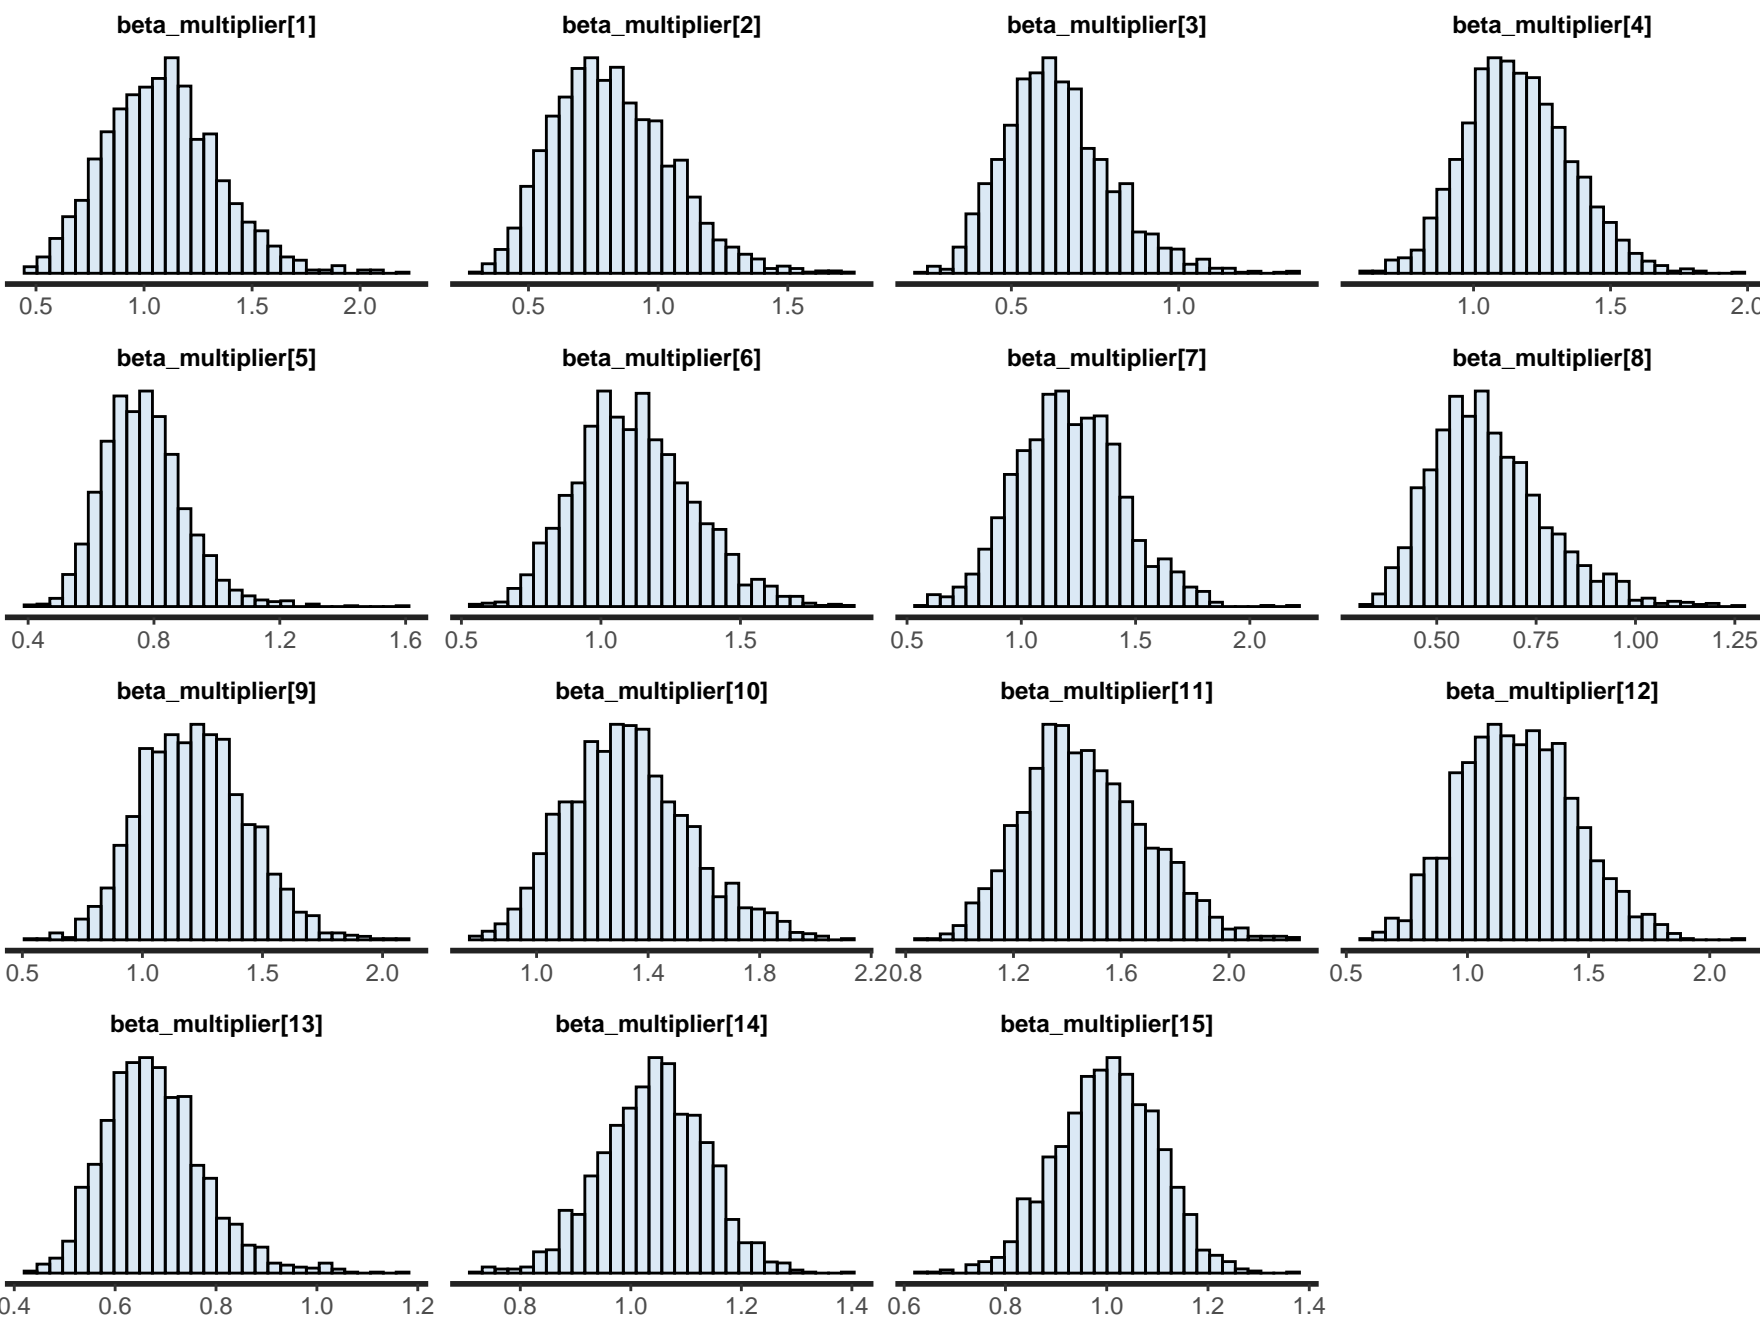 beta_multiplier[1] beta_multiplier[2] beta_multiplier[3] beta_multiplier[4]
0.5 1.0 1.5 2.0 0.5 1.0 1.5 0.5 1.0 1.0 1.5 2.0
beta_multiplier[5] beta_multiplier[6] beta_multiplier[7] beta_multiplier[8]
0.4 0.8 1.2 1.6 0.5 1.0 1.5 0.5 1.0 1.5 2.0 0.50 0.75 1.00 1.25
beta_multiplier[9] beta_multiplier[10] beta_multiplier[11] beta_multiplier[12]
0.5 1.0 1.5 2.0 1.0 1.4 1.8 2.2 0.8 1.2 1.6 2.0 0.5 1.0 1.5 2.0
beta_multiplier[13] beta_multiplier[14] beta_multiplier[15]
0.4 0.6 0.8 1.0 1.2 0.8 1.0 1.2 1.4 0.6 0.8 1.0 1.2 1.4